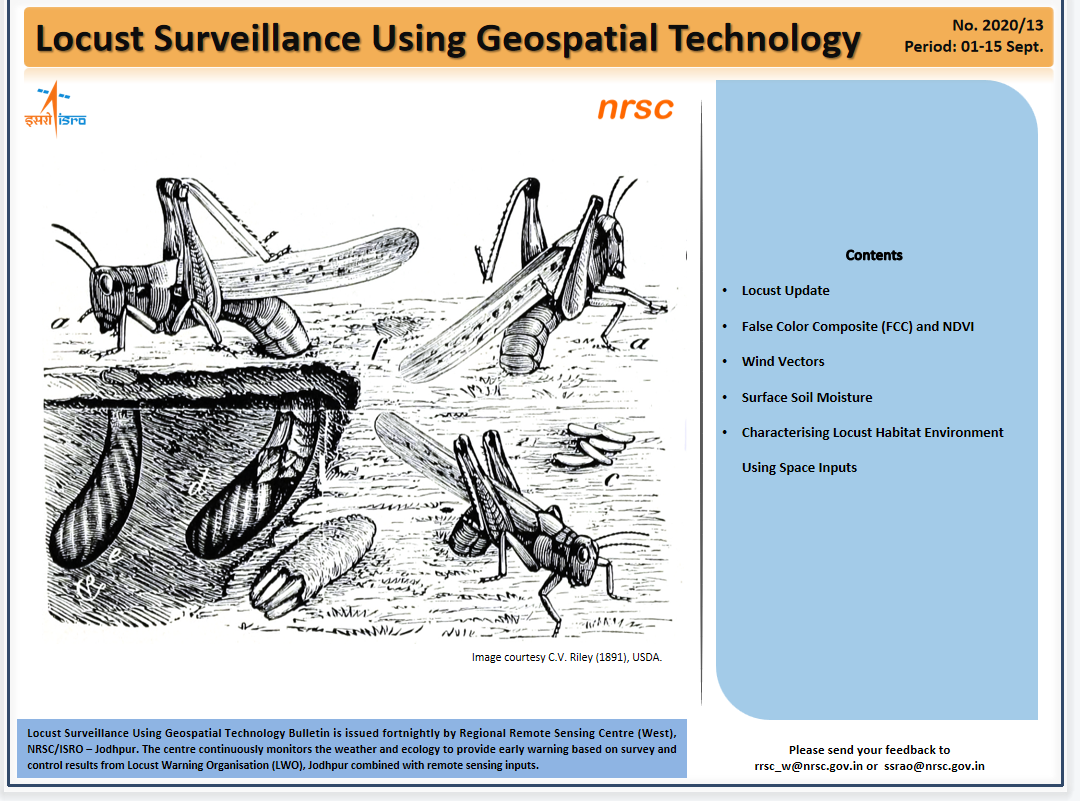 Locust Surveillance Using Geospatial Technology
No. 2020/13
Period: 01-15 Sept.
इसरो isro
nrsc
a
f
a
d
c
e
Image courtesy C.V. Riley (1891), USDA.
Contents
• Locust Update
• False Color Composite (FCC) and NDVI
• Wind Vectors
• Surface Soil Moisture
• Characterising Locust Habitat Environment
Using Space Inputs
Locust Surveillance Using Geospatial Technology Bulletin is issued fortnightly by Regional Remote Sensing Centre (West),
NRSC/ISRO – Jodhpur. The centre continuously monitors the weather and ecology to provide early warning based on survey and
control results from Locust Warning Organisation (LWO), Jodhpur combined with remote sensing inputs.
Please send your feedback to
rrsc_w@nrsc.gov.in or ssrao@nrsc.gov.in